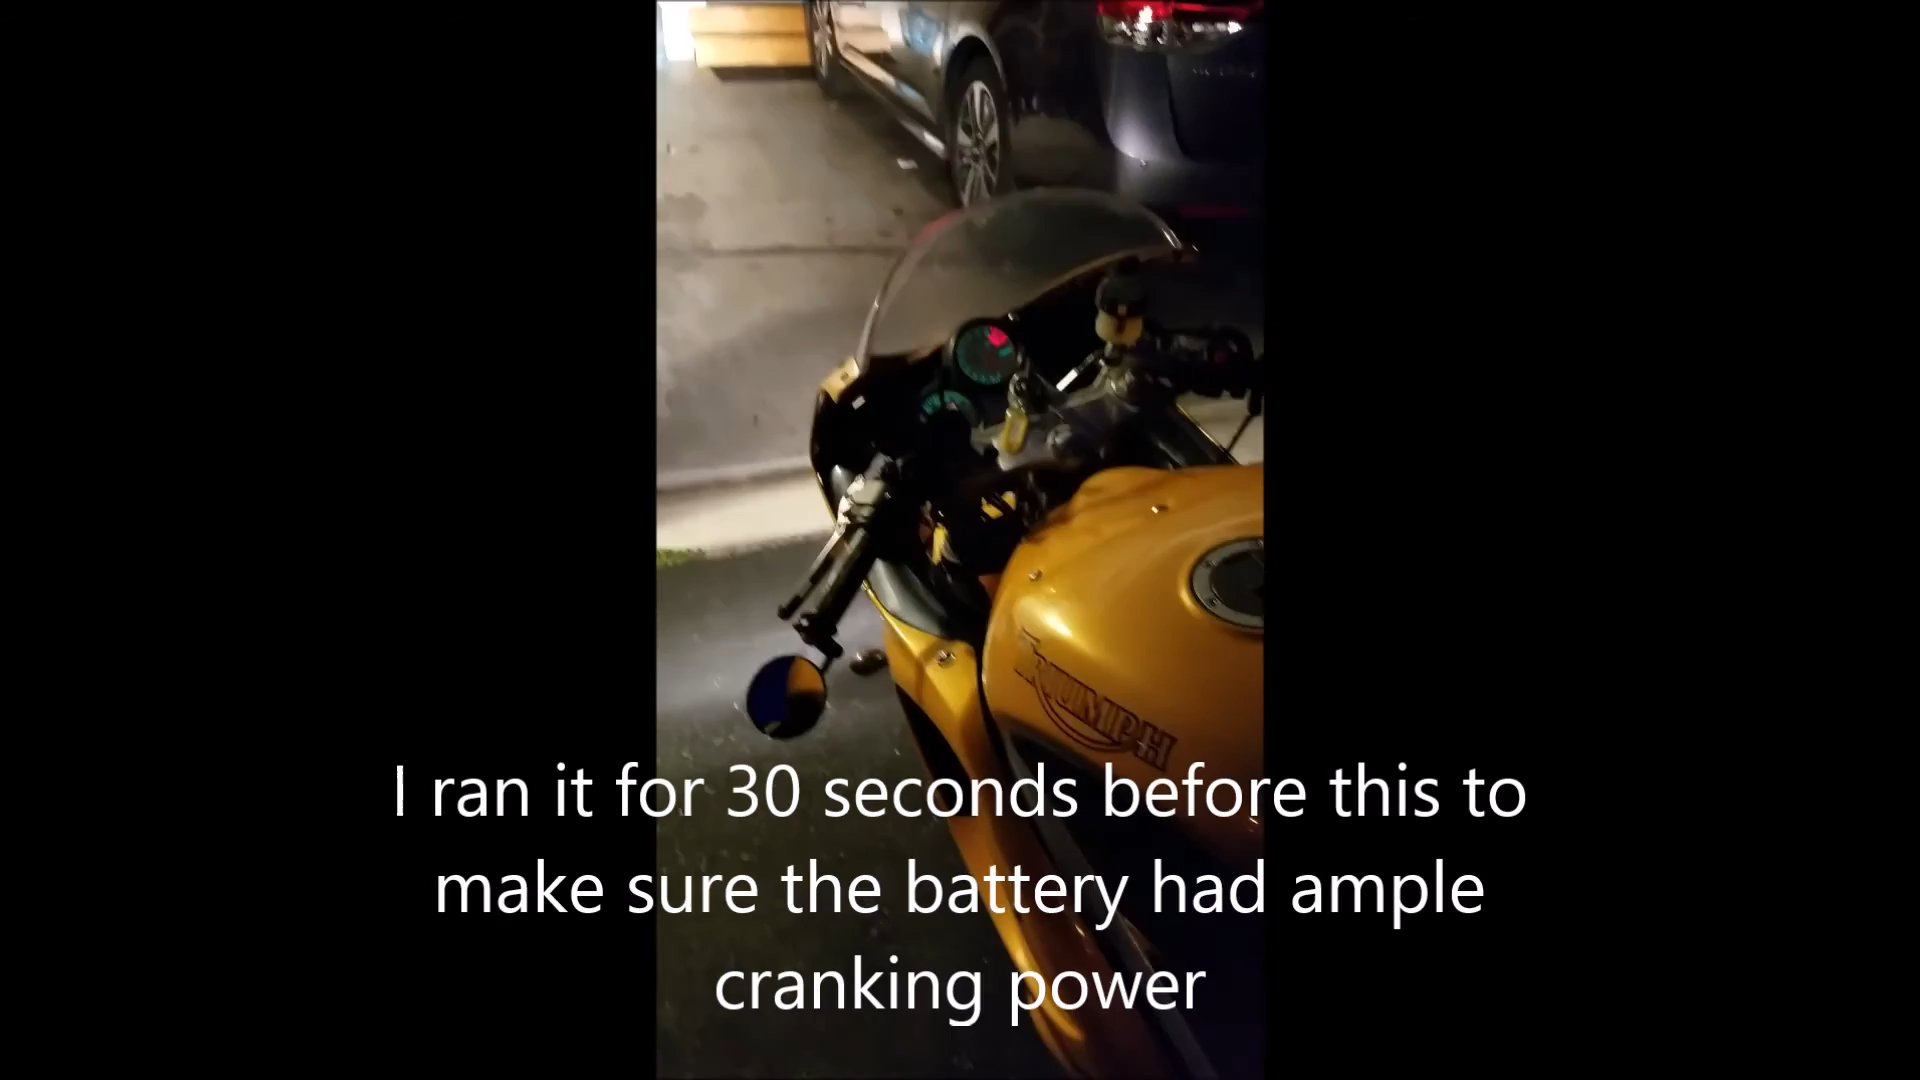 TRIUMPH
I ran it for 30 seconds before this to
make sure the battery had ample
cranking power